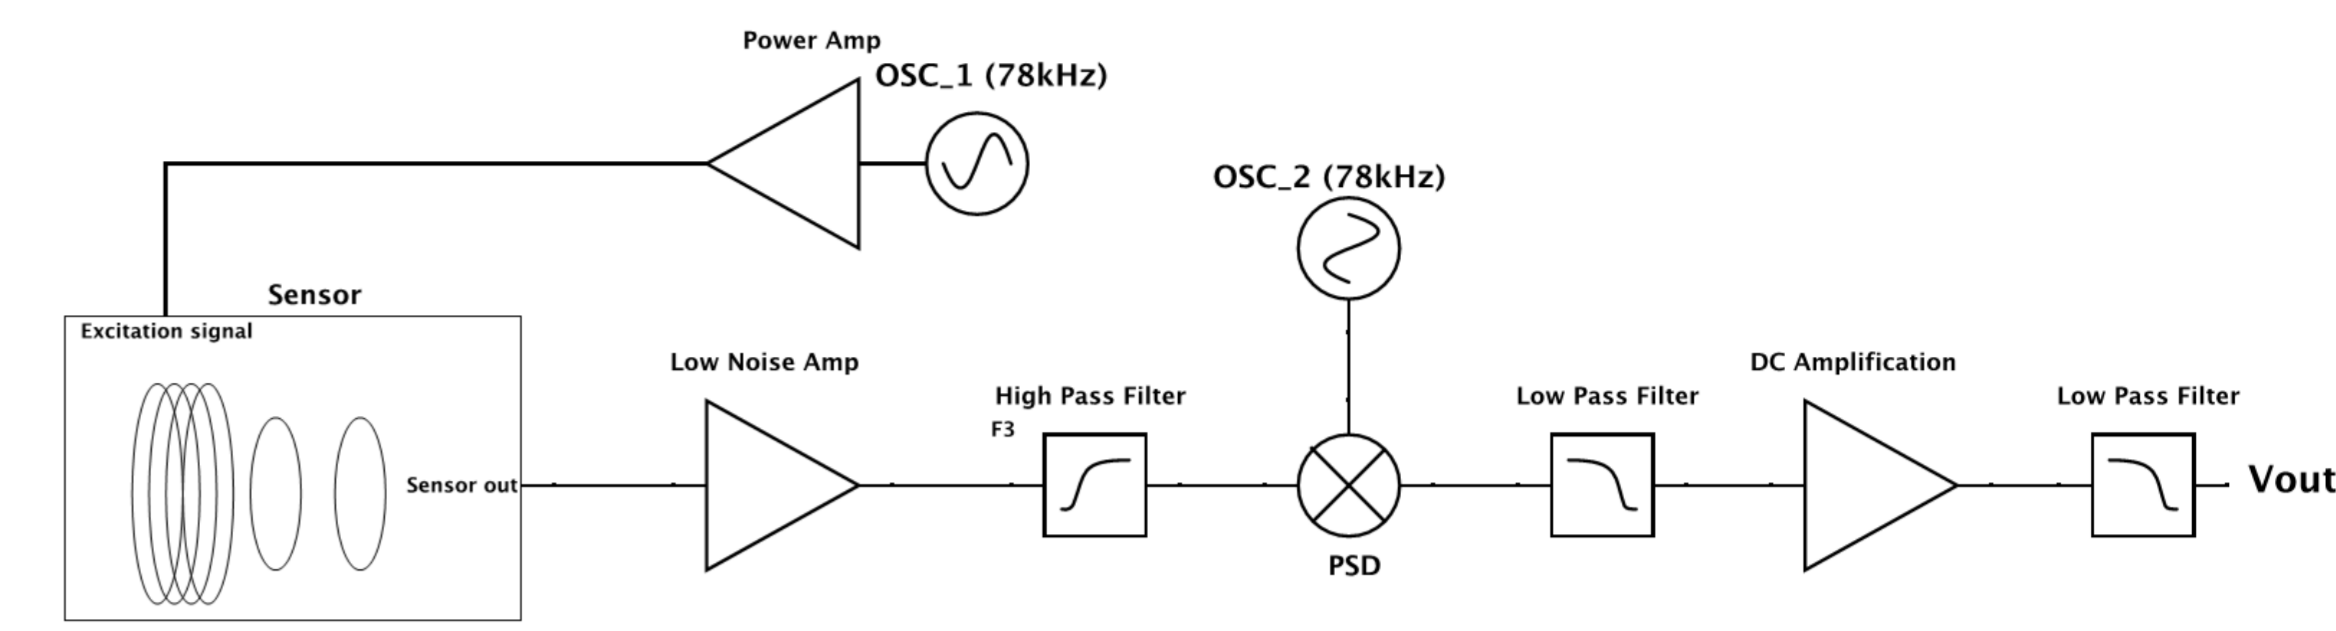 Power Amp
OSC_1 (78kHz)
OSC_2 (78kHz)
Sensor
Excitation signal
Low Noise Amp
DC Amplification
High Pass Filter
Low Pass Filter
Low Pass Filter
F3
Sensor out
Vout
PSD